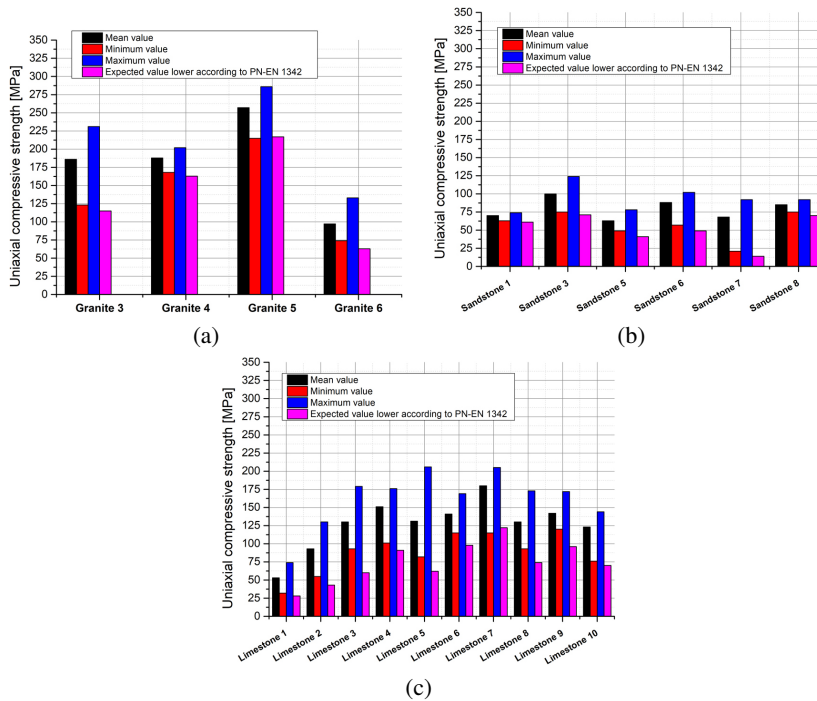 Uniaxial compressive strength [MPa]
350
325
300
275
250
225
200
175
150
125
100
75
50
25
0
Mean value
Minimum value
Maximum value
Expected value lower according to PN-EN 1342
Granite 3 Granite 4 Granite 5 Granite 6
(a)
Uniaxial compressive strength [MPa]
350
325
300
275
250
225
200
175
150
125
100
75
50
25
0
Mean value
Minimum value
Maximum value
Expected value lower according to PN-EN 1342
Sandstone 1 Sandstone 3 Sandstone 5 Sandstone 6 Sandstone 7 Sandstone 8
(b)
Uniaxial compressive strength [MPa]
350
325
300
275
250
225
200
175
150
125
100
75
50
25
0
Mean value
Minimum value
Maximum value
Expected value lower according to PN-EN 1342
Limestone 1 Limestone 2 Limestone 3 Limestone 4 Limestone 5 Limestone 6 Limestone 7 Limestone 8 Limestone 9 Limestone 10
(c)